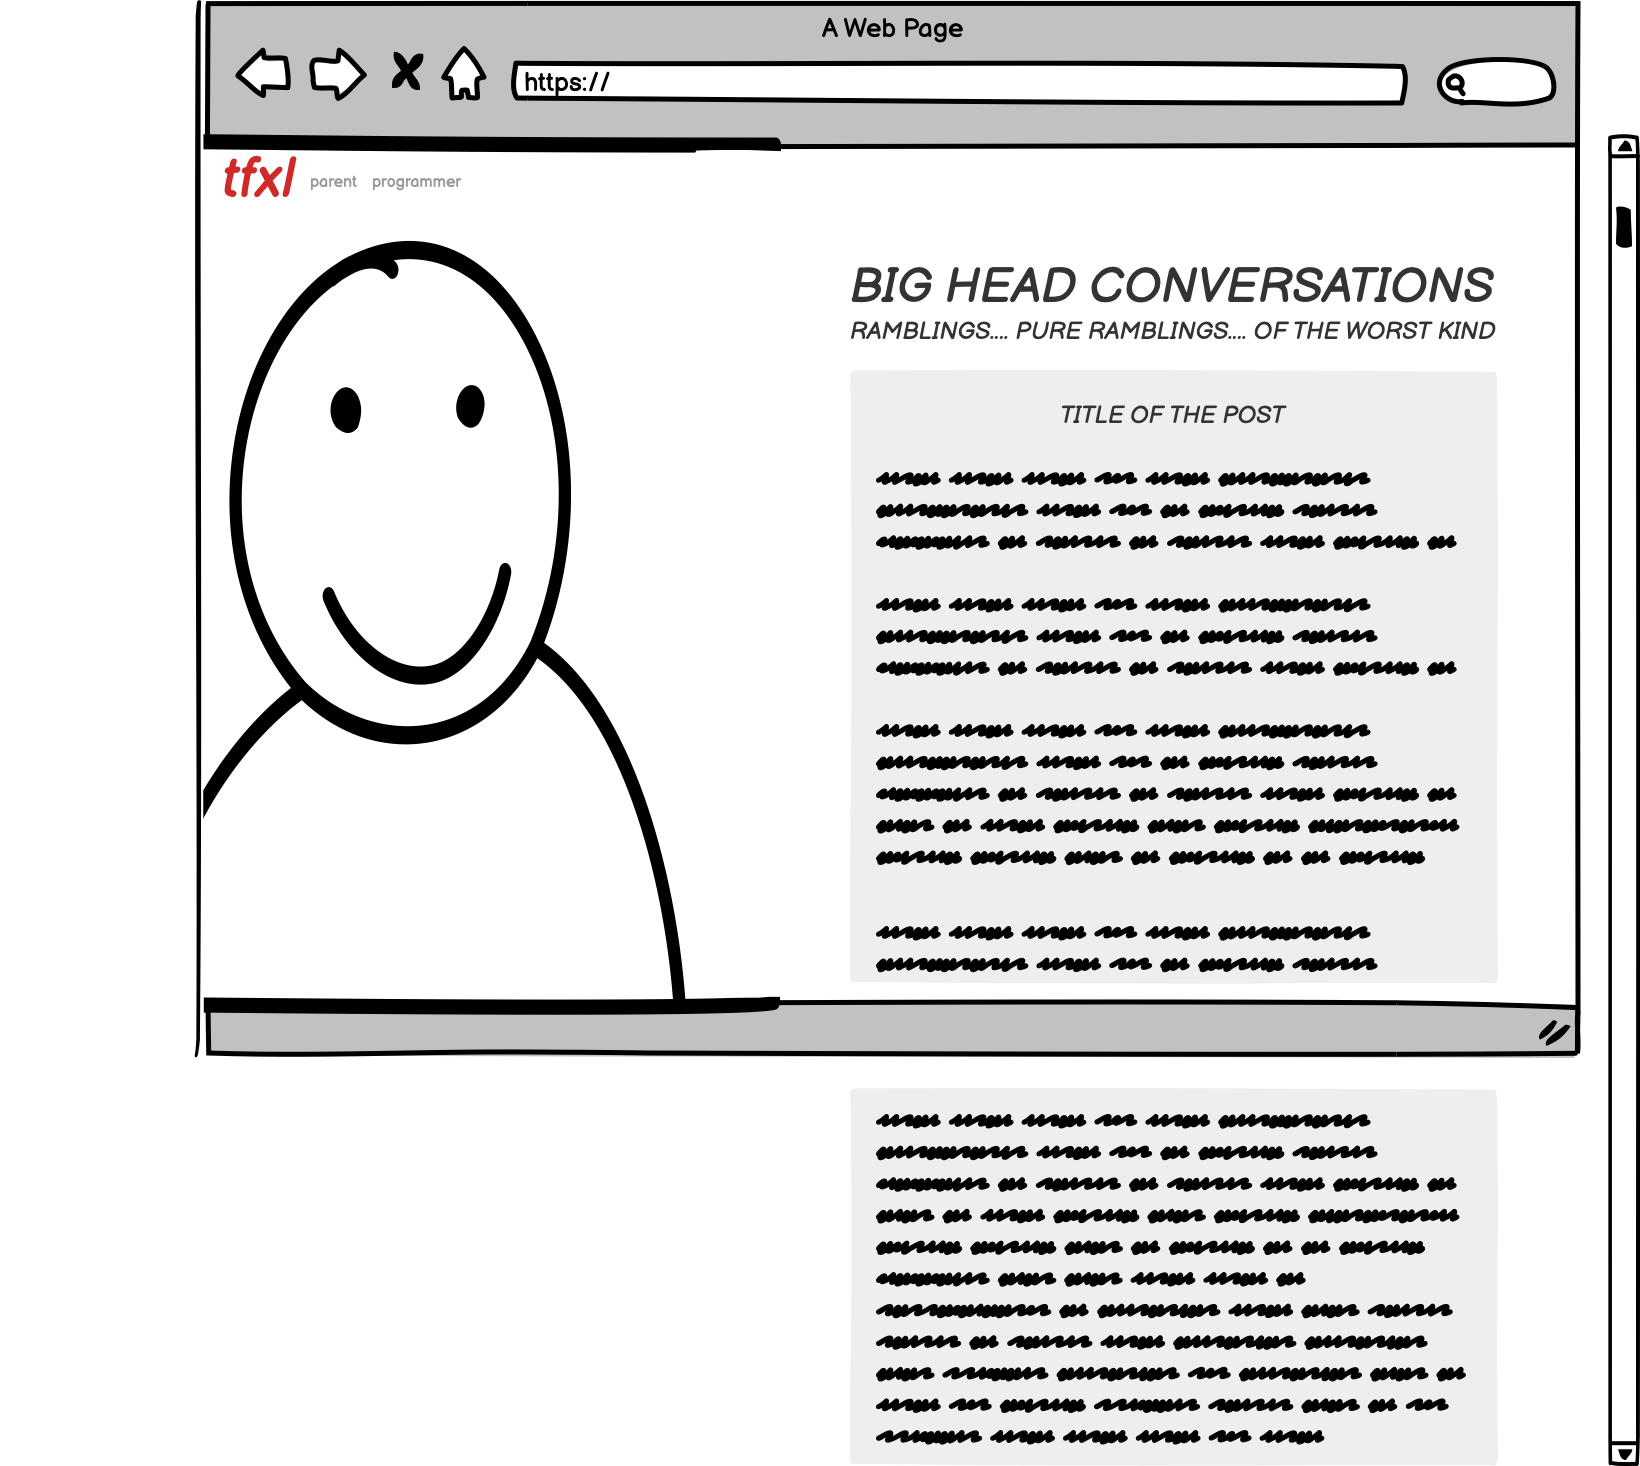 A Web Page
https://
tfxl parent programmer
BIG HEAD CONVERSATIONS
RAMBLINGS.... PURE RAMBLINGS.... OF THE WORST KIND
TITLE OF THE POST